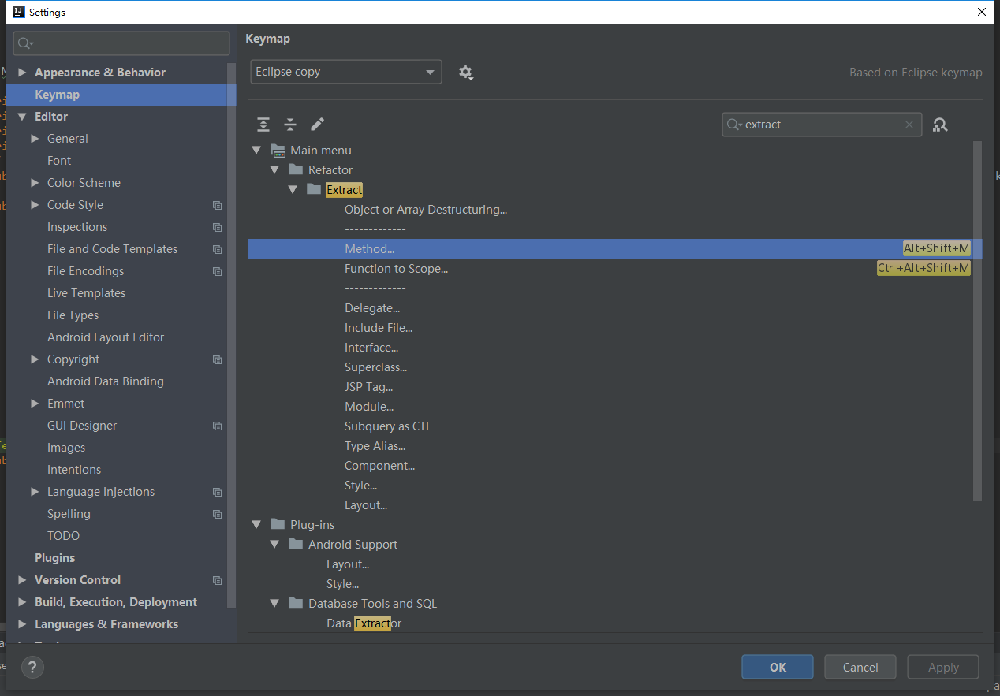 Settings
Appearance & Behavior
Keymap
Editor
General
Font
Color Scheme
Code Style
Inspections
File and Code Templates
File Encodings
Live Templates
File Types
Android Layout Editor
Copyright
Android Data Binding
Emmet
GUI Designer
Images
Intentions
Language Injections
Spelling
TODO
Plugins
Version Control
Build, Execution, Deployment
Languages & Frameworks
Keymap
Eclipse copy
Based on Eclipse keymap
extract
Main menu
Refactor
Extract
Object or Array Destructuring...
-------------
Method... Alt+Shift+M
Function to Scope... Ctrl+Alt+Shift+M
-------------
Delegate...
Include File...
Interface...
Superclass...
JSP Tag...
Module...
Subquery as CTE
Type Alias...
Component...
Style...
Layout...
Plug-ins
Android Support
Layout...
Style...
Database Tools and SQL
Data Extractor
?
OK Cancel Apply